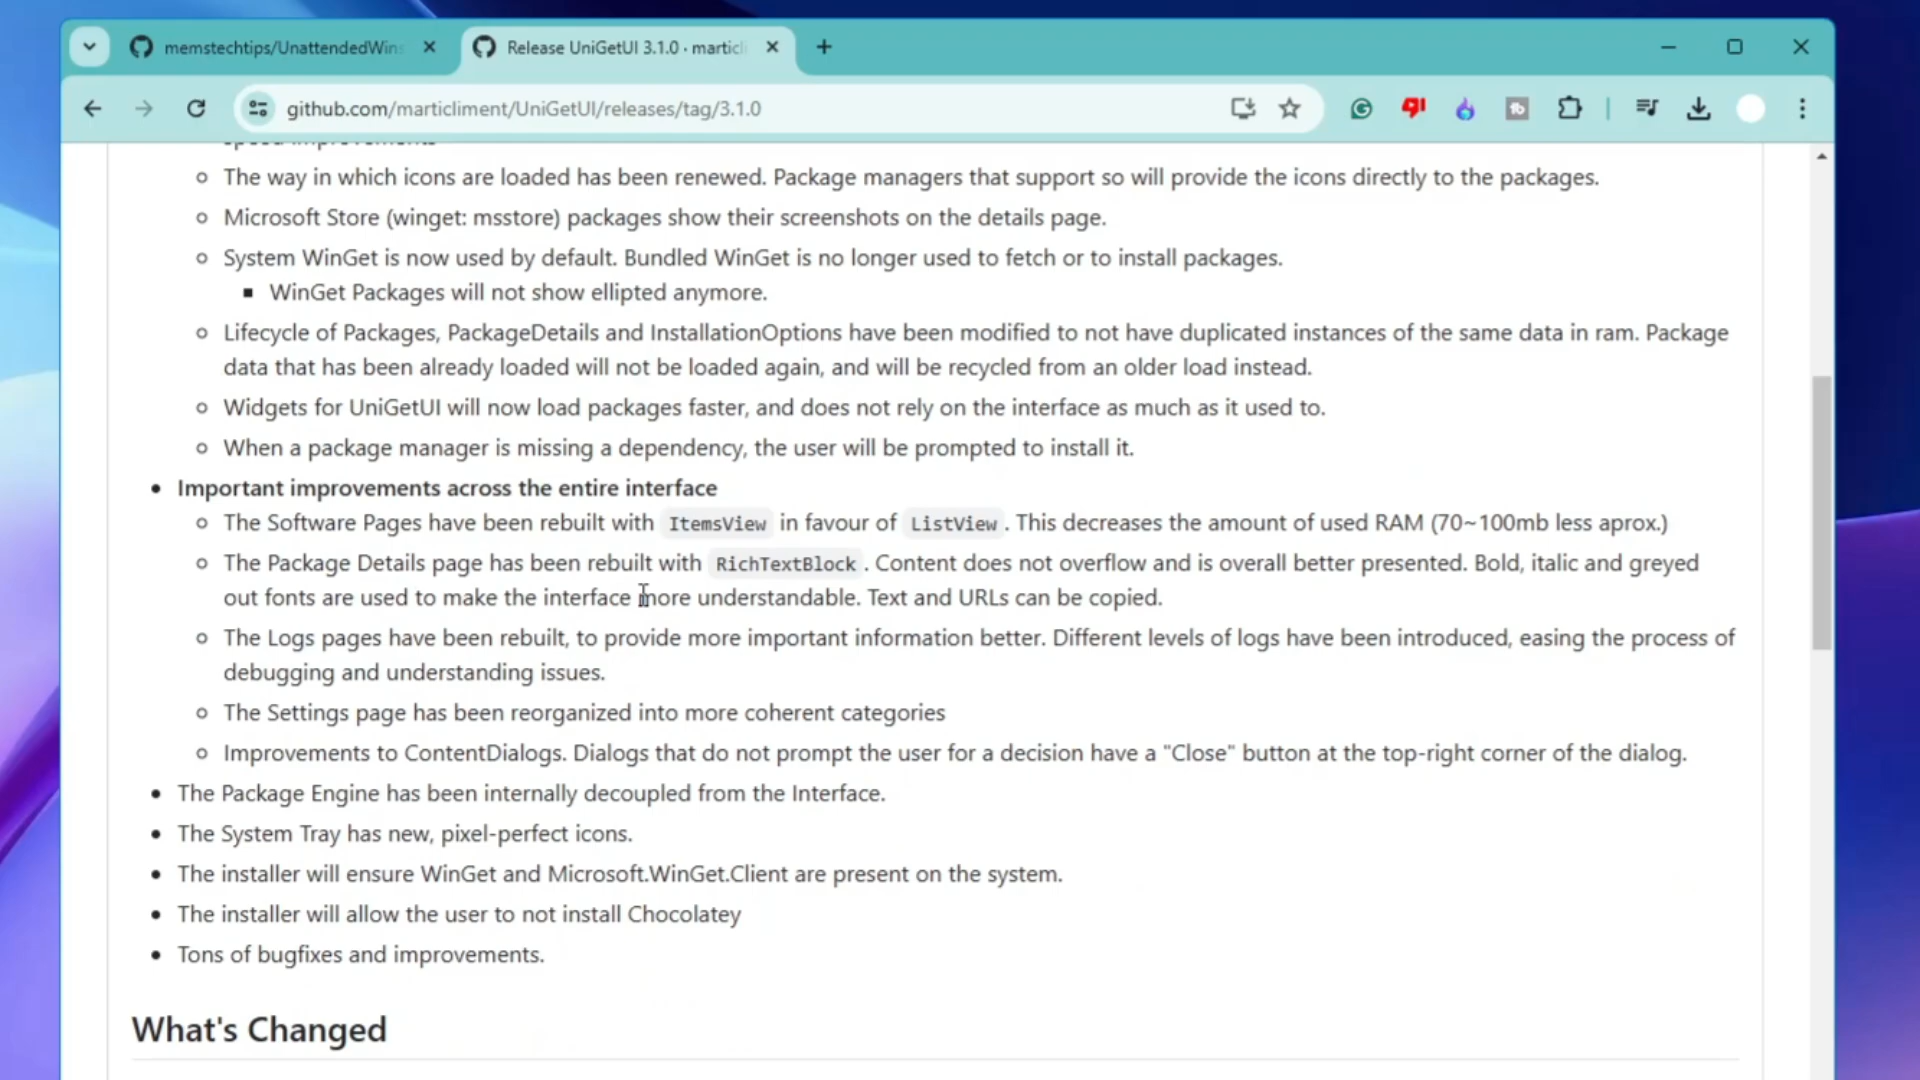 memstechtips/UnattendedWin
Release UniGetUI 3.1.0 · marticli
github.com/marticliment/UniGetUI/releases/tag/3.1.0
speed improvements
The way in which icons are loaded has been renewed. Package managers that support so will provide the icons directly to the packages.
Microsoft Store (winget: msstore) packages show their screenshots on the details page.
System WinGet is now used by default. Bundled WinGet is no longer used to fetch or to install packages.
WinGet Packages will not show ellipted anymore.
Lifecycle of Packages, PackageDetails and InstallationOptions have been modified to not have duplicated instances of the same data in ram. Package
data that has been already loaded will not be loaded again, and will be recycled from an older load instead.
Widgets for UniGetUI will now load packages faster, and does not rely on the interface as much as it used to.
When a package manager is missing a dependency, the user will be prompted to install it.
Important improvements across the entire interface
The Software Pages have been rebuilt with ItemsView in favour of ListView. This decreases the amount of used RAM (70~100mb less aprox.)
The Package Details page has been rebuilt with RichTextBlock. Content does not overflow and is overall better presented. Bold, italic and greyed
out fonts are used to make the interface more understandable. Text and URLs can be copied.
The Logs pages have been rebuilt, to provide more important information better. Different levels of logs have been introduced, easing the process of
debugging and understanding issues.
The Settings page has been reorganized into more coherent categories
Improvements to ContentDialogs. Dialogs that do not prompt the user for a decision have a "Close" button at the top-right corner of the dialog.
The Package Engine has been internally decoupled from the Interface.
The System Tray has new, pixel-perfect icons.
The installer will ensure WinGet and Microsoft.WinGet.Client are present on the system.
The installer will allow the user to not install Chocolatey
Tons of bugfixes and improvements.
What's Changed